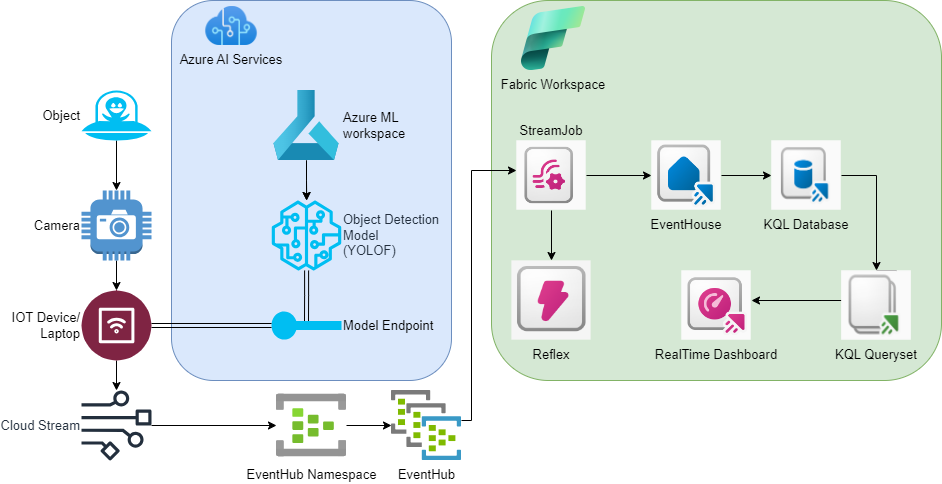 Azure AI Services
Fabric Workspace
Object
Azure ML
workspace
StreamJob
Camera
Object Detection
Model
(YOLOF)
EventHouse
KQL Database
IOT Device/
Laptop
Model Endpoint
Reflex
RealTime Dashboard
KQL Queryset
Cloud Stream
EventHub Namespace
EventHub